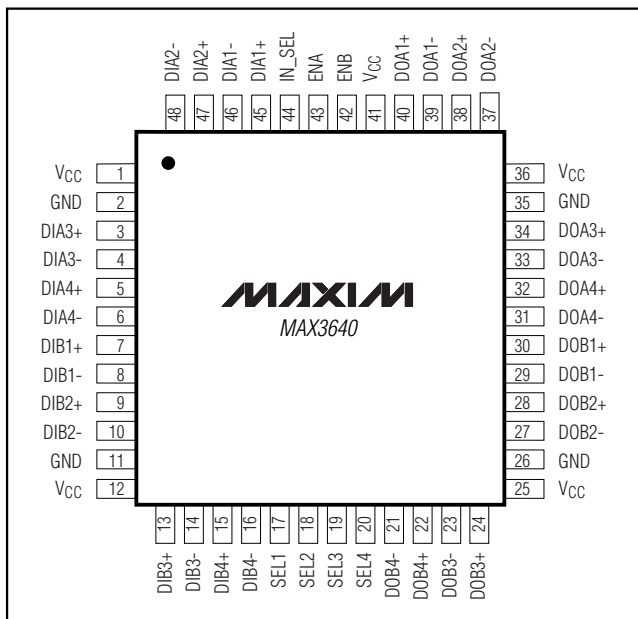 DIA2-
DIA2+
DIA1-
DIA1+
IN_SEL
ENA
ENB
VCC
DOA1+
DOA1-
DOA2+
DOA2-
48 47 46 45 44 43 42 41 40 39 38 37
VCC 1
GND 2
DIA3+ 3
DIA3- 4
DIA4+ 5
DIA4- 6
DIB1+ 7
DIB1- 8
DIB2+ 9
DIB2- 10
GND 11
VCC 12
MAXIM
MAX3640
36 VCC
35 GND
34 DOA3+
33 DOA3-
32 DOA4+
31 DOA4-
30 DOB1+
29 DOB1-
28 DOB2+
27 DOB2-
26 GND
25 VCC
13 14 15 16 17 18 19 20 21 22 23 24
DIB3+
DIB3-
DIB4+
DIB4-
SEL1
SEL2
SEL3
SEL4
DOB4-
DOB4+
DOB3-
DOB3+